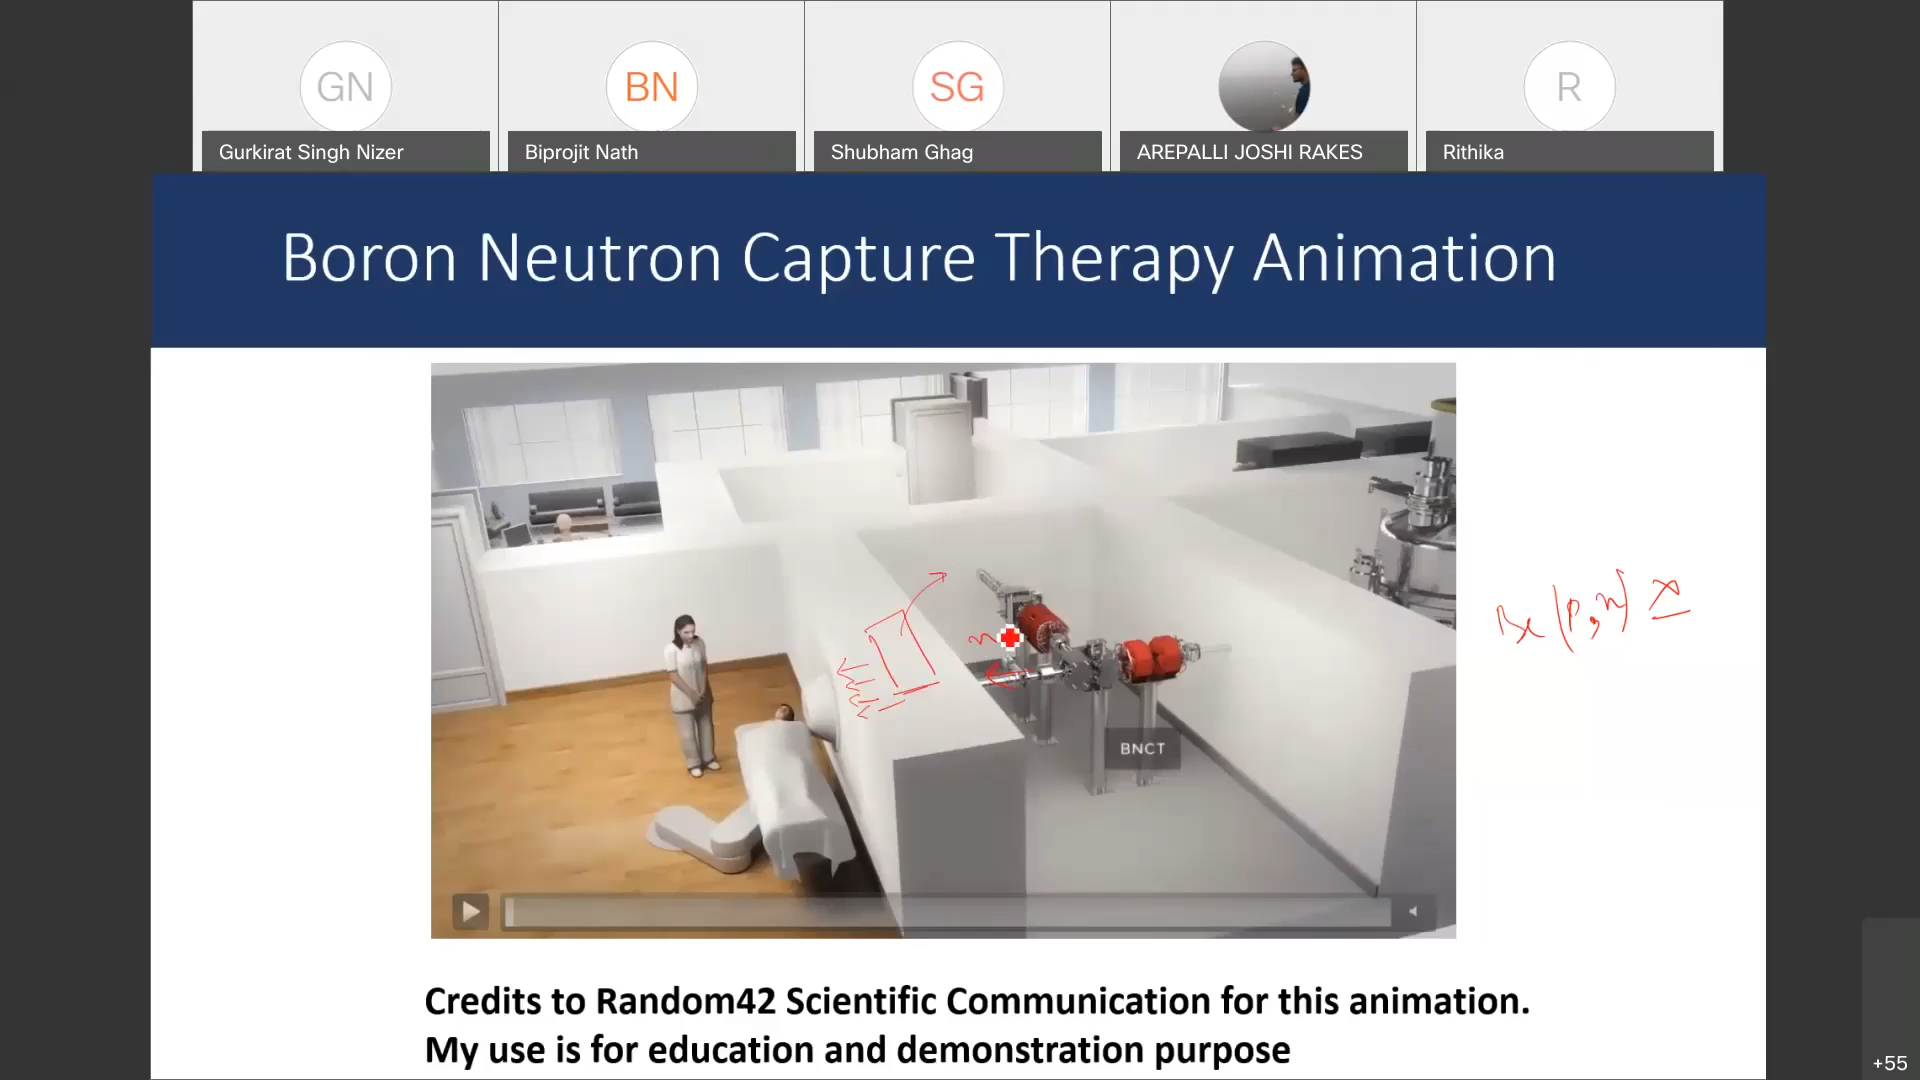 GN
BN
SG
R
Gurkirat Singh Nizer
Biprojit Nath
Shubham Ghag
AREPALLI JOSHI RAKES
Rithika
Boron Neutron Capture Therapy Animation
n
BNCT
(p,n)
Credits to Random42 Scientific Communication for this animation.
My use is for education and demonstration purpose
+55